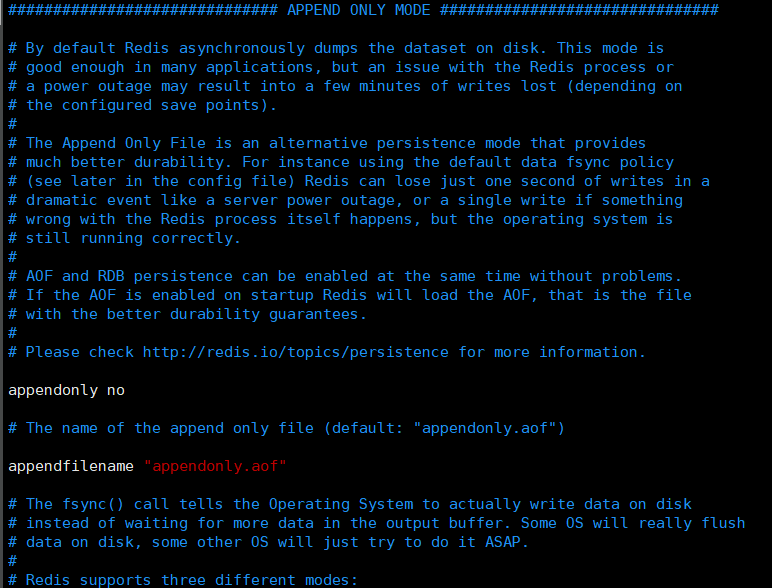 ############################## APPEND ONLY MODE ###############################
# By default Redis asynchronously dumps the dataset on disk. This mode is
# good enough in many applications, but an issue with the Redis process or
# a power outage may result into a few minutes of writes lost (depending on
# the configured save points).
#
# The Append Only File is an alternative persistence mode that provides
# much better durability. For instance using the default data fsync policy
# (see later in the config file) Redis can lose just one second of writes in a
# dramatic event like a server power outage, or a single write if something
# wrong with the Redis process itself happens, but the operating system is
# still running correctly.
#
# AOF and RDB persistence can be enabled at the same time without problems.
# If the AOF is enabled on startup Redis will load the AOF, that is the file
# with the better durability guarantees.
#
# Please check http://redis.io/topics/persistence for more information.
appendonly no
# The name of the append only file (default: "appendonly.aof")
appendfilename "appendonly.aof"
# The fsync() call tells the Operating System to actually write data on disk
# instead of waiting for more data in the output buffer. Some OS will really flush
# data on disk, some other OS will just try to do it ASAP.
#
# Redis supports three different modes: